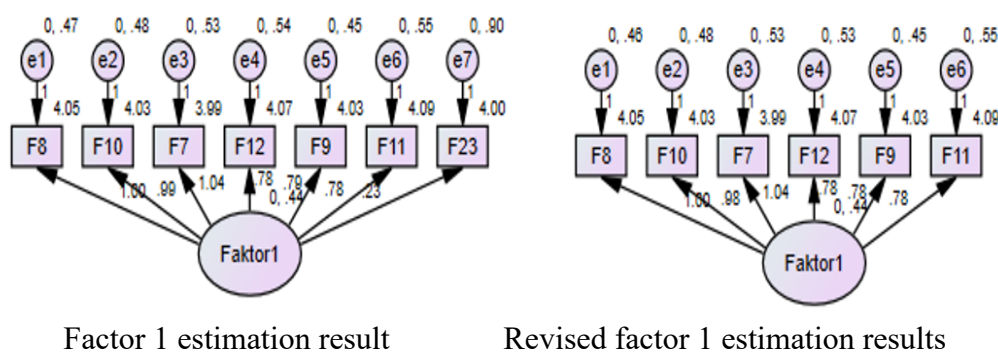 0, .47 0, .48 0, .53 0, .54 0, .45 0, .55 0, .90
e1 e2 e3 e4 e5 e6 e7
1 1 1 1 1 1 1
4.05 4.03 3.99 4.07 4.03 4.09 4.00
F8 F10 F7 F12 F9 F11 F23
1.00 .99 1.04 .78 .79 .78 .23
0, .44
Faktor1
Factor 1 estimation result
0, .46 0, .48 0, .53 0, .53 0, .45 0, .55
e1 e2 e3 e4 e5 e6
1 1 1 1 1 1
4.05 4.03 3.99 4.07 4.03 4.09
F8 F10 F7 F12 F9 F11
1.00 .98 1.04 .78 .78 .78
0, .44
Faktor1
Revised factor 1 estimation results